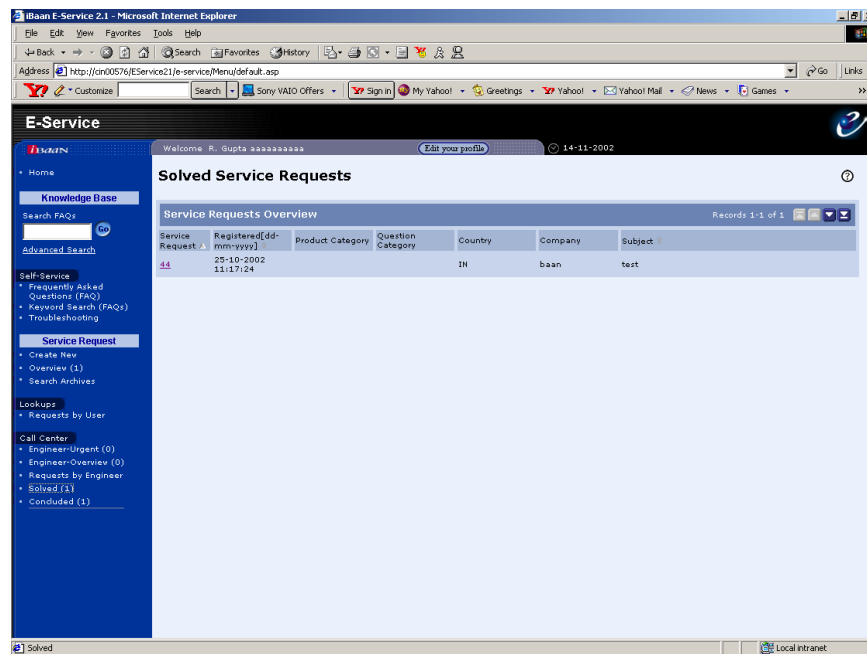 iBaan E-Service 2.1 - Microsoft Internet Explorer
File Edit View Favorites Tools Help
Back Search Favorites History
Address http://cin00576/EService21/e-service/Menu/default.asp Go Links
Y! Customize Search Sony VAIO Offers Sign in My Yahoo! Greetings Yahoo! Yahoo! Mail News Games »
E-Service
iBaan Welcome R. Gupta aaaaaaaaa Edit your profile 14-11-2002
Home
Knowledge Base
Search FAQs
Go
Advanced Search
Self-Service
Frequently Asked
Questions (FAQ)
Keyword Search (FAQs)
Troubleshooting
Service Request
Create New
Overview (1)
Search Archives
Lookups
Requests by User
Call Center
Engineer-Urgent (0)
Engineer-Overview (0)
Requests by Engineer
Solved (1)
Concluded (1)
Solved Service Requests ?
Service Requests Overview Records 1-1 of 1
Service Request Registered[dd-mm-yyyy] Product Category Question Category Country Company Subject
44 25-10-2002 11:17:24 IN baan test
Solved Local intranet